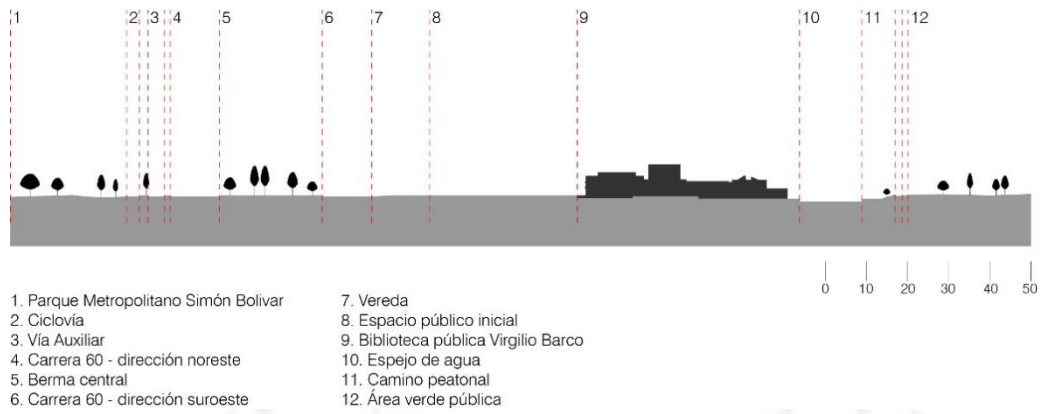 1 2 3 4 5 6 7 8 9 10 11 12
0 10 20 30 40 50
1. Parque Metropolitano Simón Bolivar
2. Ciclovía
3. Vía Auxiliar
4. Carrera 60 - dirección noreste
5. Berma central
6. Carrera 60 - dirección suroeste
7. Vereda
8. Espacio público inicial
9. Biblioteca pública Virgilio Barco
10. Espejo de agua
11. Camino peatonal
12. Área verde pública